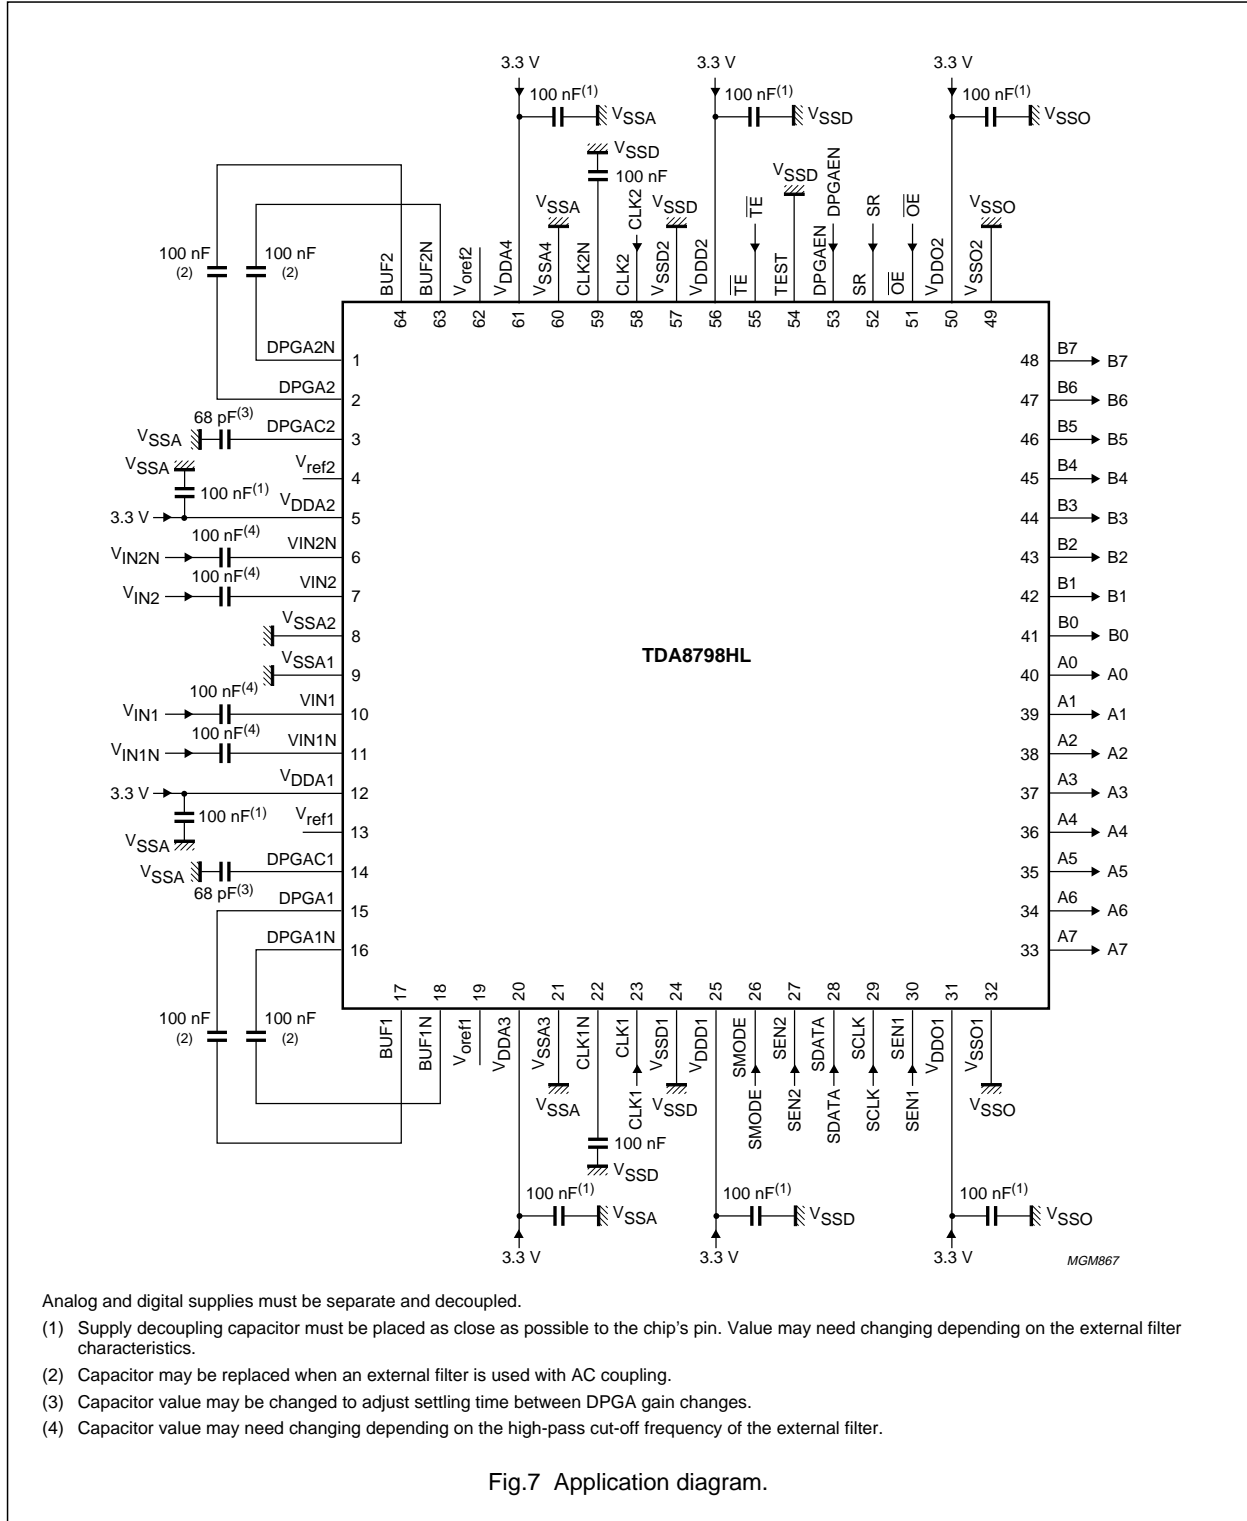 3.3 V
3.3 V
3.3 V
100 nF(1)
VSSA
100 nF(1)
VSSD
100 nF(1)
VSSO
VSSD
100 nF
VSSA
CLK2
VSSD
TE
VSSD
DPGAEN
SR
OE
VSSO
100 nF
(2)
100 nF
(2)
BUF2
BUF2N
Voref2
VDDA4
VSSA4
CLK2N
CLK2
VSSD2
VDDD2
TE
TEST
DPGAEN
SR
OE
VDDO2
VSSO2
64
63
62
61
60
59
58
57
56
55
54
53
52
51
50
49
DPGA2N
1
DPGA2
2
68 pF(3)
DPGAC2
VSSA
3
VSSA
Vref2
4
100 nF(1)
VDDA2
3.3 V
5
100 nF(4)
VIN2N
VIN2N
6
100 nF(4)
VIN2
VIN2
7
VSSA2
8
VSSA1
9
100 nF(4)
VIN1
VIN1
10
100 nF(4)
VIN1N
VIN1N
11
VDDA1
3.3 V
12
100 nF(1)
Vref1
13
VSSA
DPGAC1
VSSA
14
68 pF(3)
DPGA1
15
DPGA1N
16
TDA8798HL
48 B7 B7
47 B6 B6
46 B5 B5
45 B4 B4
44 B3 B3
43 B2 B2
42 B1 B1
41 B0 B0
40 A0 A0
39 A1 A1
38 A2 A2
37 A3 A3
36 A4 A4
35 A5 A5
34 A6 A6
33 A7 A7
17
18
19
20
21
22
23
24
25
26
27
28
29
30
31
32
100 nF
(2)
100 nF
(2)
BUF1
BUF1N
Voref1
VDDA3
VSSA3
CLK1N
CLK1
VSSD1
VDDD1
SMODE
SEN2
SDATA
SCLK
SEN1
VDDO1
VSSO1
VSSA
CLK1
VSSD
SMODE
SEN2
SDATA
SCLK
SEN1
VSSO
100 nF
VSSD
100 nF(1)
VSSA
100 nF(1)
VSSD
100 nF(1)
VSSO
3.3 V
3.3 V
3.3 V
MGM867
Analog and digital supplies must be separate and decoupled.
(1) Supply decoupling capacitor must be placed as close as possible to the chip's pin. Value may need changing depending on the external filter
characteristics.
(2) Capacitor may be replaced when an external filter is used with AC coupling.
(3) Capacitor value may be changed to adjust settling time between DPGA gain changes.
(4) Capacitor value may need changing depending on the high-pass cut-off frequency of the external filter.
Fig.7 Application diagram.